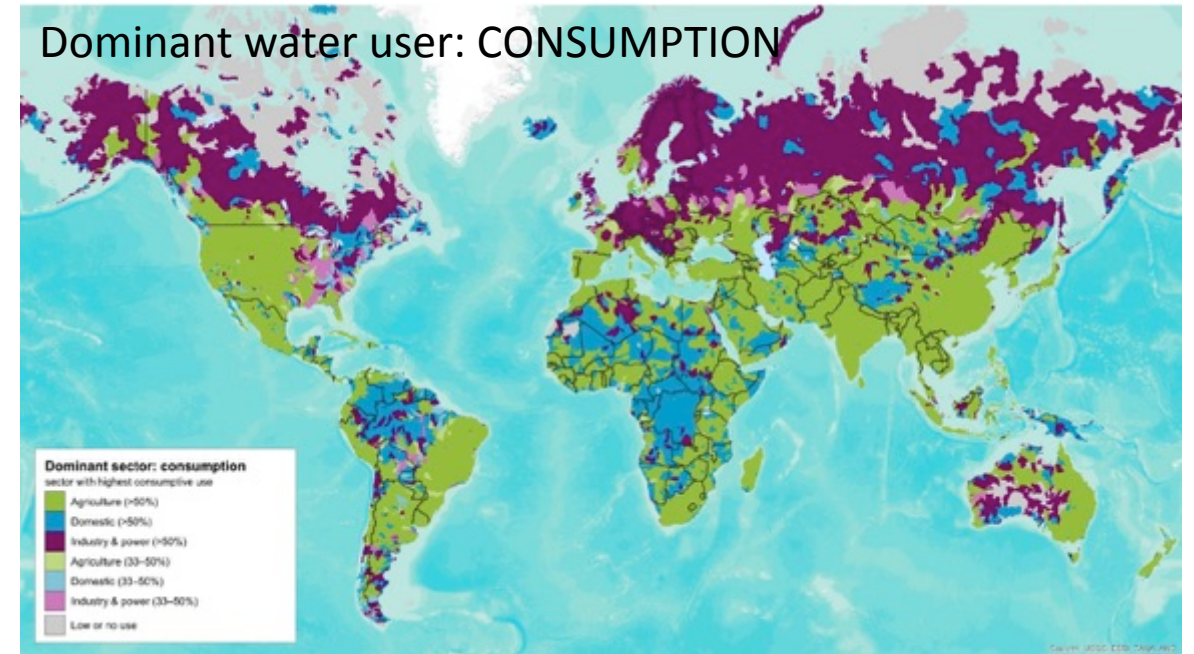 Dominant water user: CONSUMPTION
Dominant sector: consumption
sector with highest consumptive use
Agriculture (>50%)
Domestic (>50%)
Industry & power (>50%)
Agriculture (33–50%)
Domestic (33–50%)
Industry & power (33–50%)
Low or no use